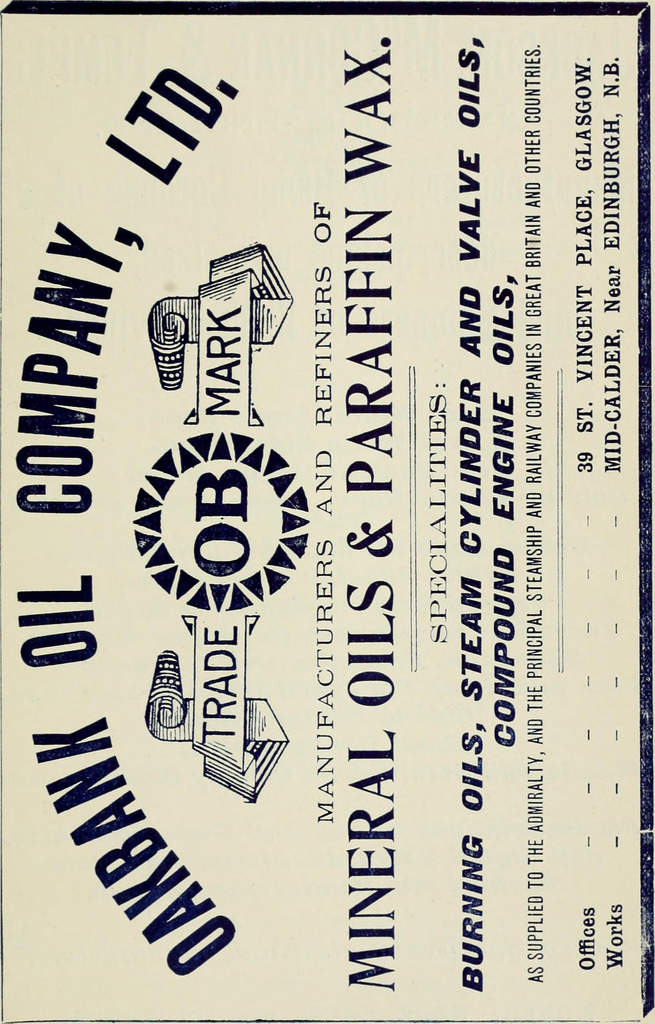 OAKBANK OIL COMPANY, LTD.
TRADE OB MARK
MANUFACTURERS AND REFINERS OF
MINERAL OILS & PARAFFIN WAX.
SPECIALITIES:
BURNING OILS, STEAM CYLINDER AND VALVE OILS,
COMPOUND ENGINE OILS,
AS SUPPLIED TO THE ADMIRALTY, AND THE PRINCIPAL STEAMSHIP AND RAILWAY COMPANIES IN GREAT BRITAIN AND OTHER COUNTRIES.
Offices – – – – – – 39 ST. VINCENT PLACE, GLASGOW.
Works – – – – – – MID-CALDER, Near EDINBURGH, N.B.